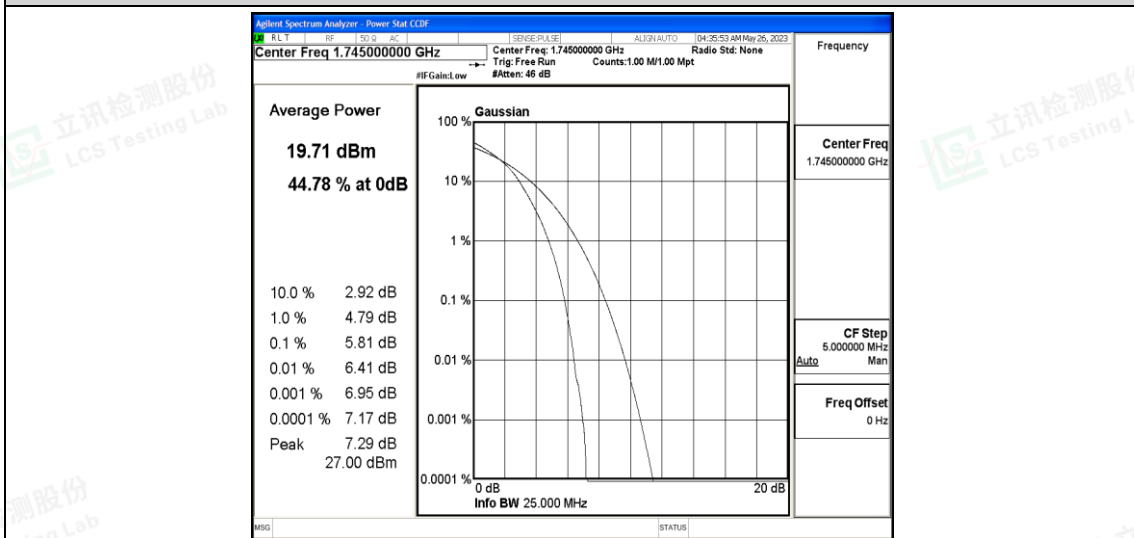 Agilent Spectrum Analyzer - Power Stat CCDF
LXI RLT RF 50 Ω AC SENSE:PULSE ALIGN AUTO 04:35:53 AM May 26, 2023
Center Freq 1.745000000 GHz
Center Freq: 1.745000000 GHz Radio Std: None
Trig: Free Run Counts:1.00 M/1.00 Mpt
#IFGain:Low #Atten: 46 dB
Frequency
Average Power
19.71 dBm
44.78 % at 0dB
10.0 % 2.92 dB
1.0 % 4.79 dB
0.1 % 5.81 dB
0.01 % 6.41 dB
0.001 % 6.95 dB
0.0001 % 7.17 dB
Peak 7.29 dB
27.00 dBm
Gaussian
100 %
10 %
1 %
0.1 %
0.01 %
0.001 %
0.0001 %
0 dB 20 dB
Info BW 25.000 MHz
Center Freq
1.745000000 GHz
CF Step
5.000000 MHz
Auto Man
Freq Offset
0 Hz
MSG STATUS
立讯检测股份
LCS Testing Lab
立讯检测股份
LCS Testing L
测股份
ng Lab